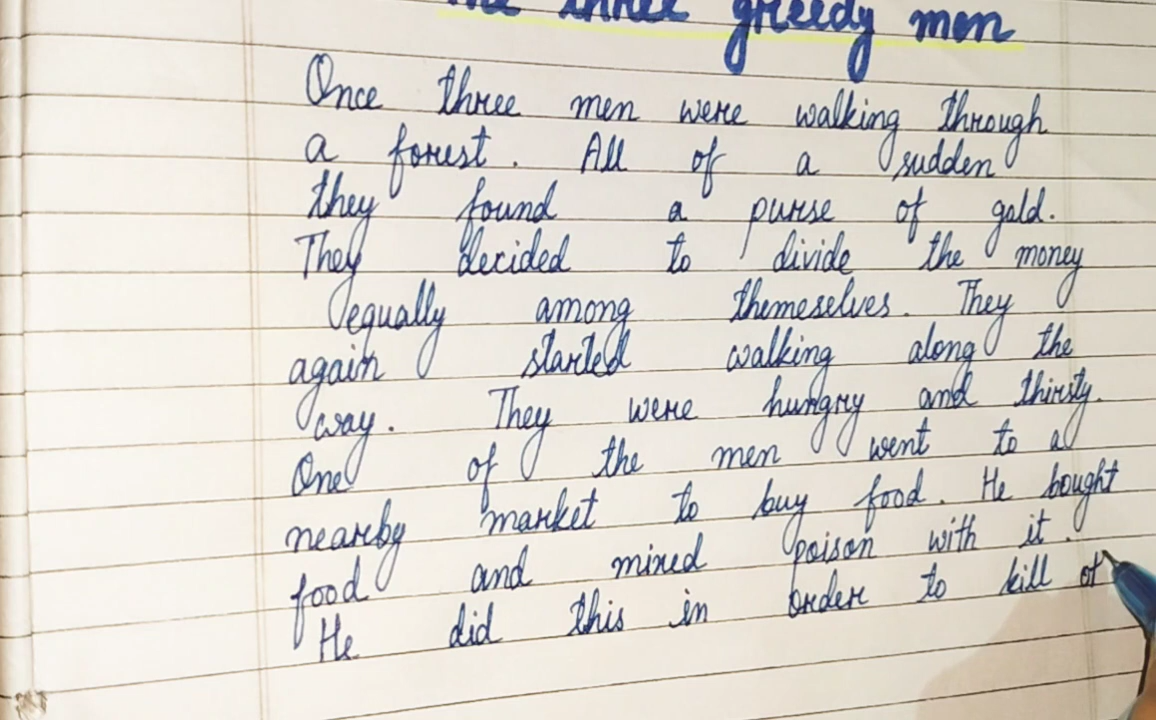 The three greedy men
Once three men were walking through
a forest. All of a sudden
they found a purse of gold.
They decided to divide the money
equally among themeselves. They
again started walking along the
way. They were hungry and thirsty.
One of the men went to a
nearby market to buy food. He bought
food and mixed poison with it.
He did this in order to kill ot